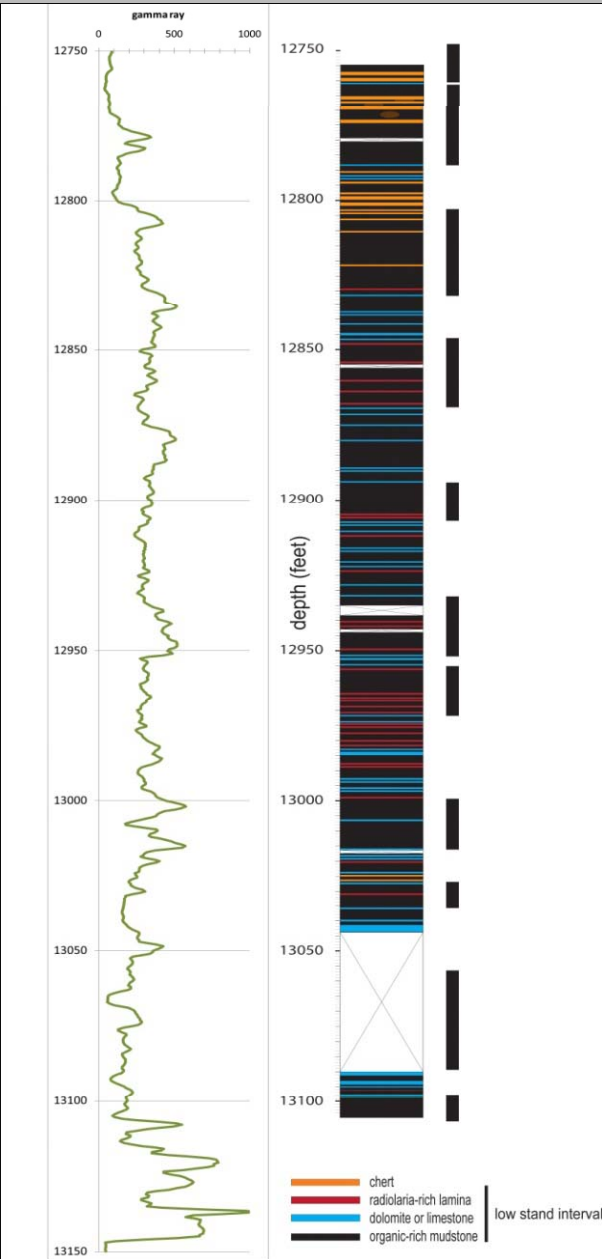 gamma ray
0 500 1000
12750
12800
12850
12900
12950
13000
13050
13100
13150
depth (feet)
12750
12800
12850
12900
12950
13000
13050
13100
chert
radiolaria-rich lamina
dolomite or limestone
organic-rich mudstone
low stand interval